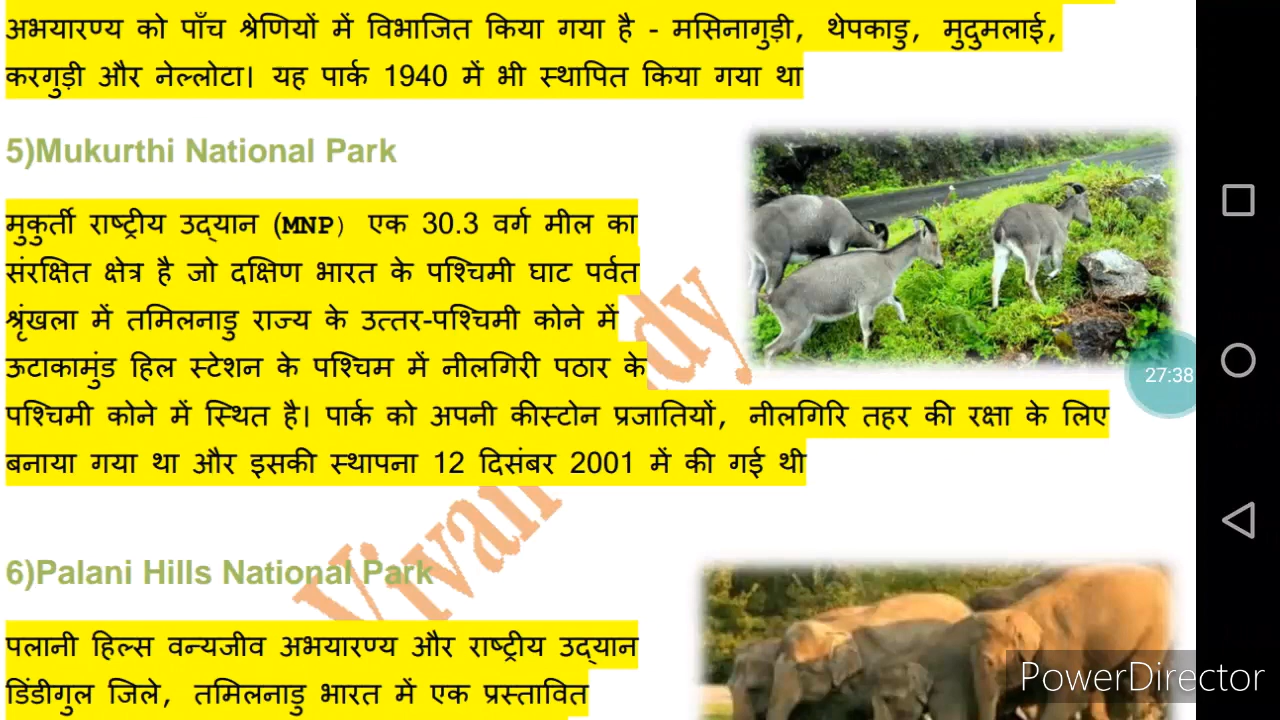 अभयारण्य को पाँच श्रेणियों में विभाजित किया गया है - मसिनागुड़ी, थेपकाडु, मुदुमलाई,
करगुड़ी और नेल्लोटा। यह पार्क 1940 में भी स्थापित किया गया था
5)Mukurthi National Park
मुकुर्ती राष्ट्रीय उद्यान (MNP) एक 30.3 वर्ग मील का
संरक्षित क्षेत्र है जो दक्षिण भारत के पश्चिमी घाट पर्वत
श्रृंखला में तमिलनाडु राज्य के उत्तर-पश्चिमी कोने में
ऊटाकामुंड हिल स्टेशन के पश्चिम में नीलगिरी पठार के
पश्चिमी कोने में स्थित है। पार्क को अपनी कीस्टोन प्रजातियों, नीलगिरि तहर की रक्षा के लिए
बनाया गया था और इसकी स्थापना 12 दिसंबर 2001 में की गई थी
27:38
6)Palani Hills National Park
पलानी हिल्स वन्यजीव अभयारण्य और राष्ट्रीय उद्यान
डिंडीगुल जिले, तमिलनाडु भारत में एक प्रस्तावित
PowerDirector